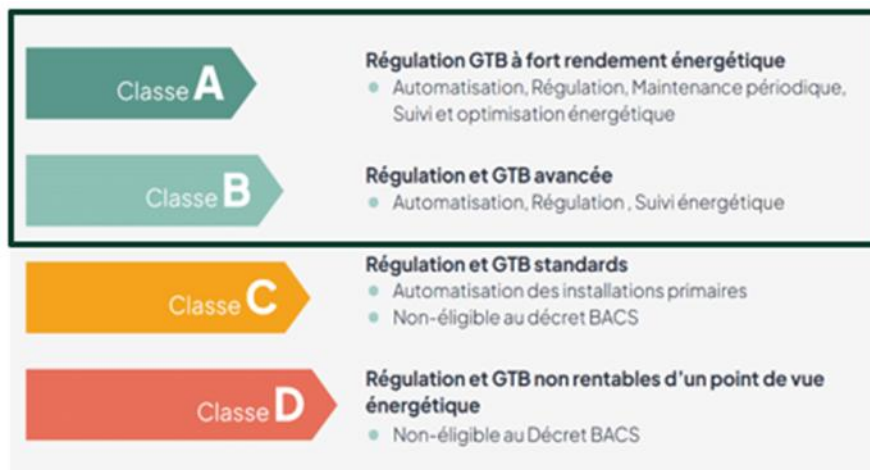 Classe A
Régulation GTB à fort rendement énergétique
Automatisation, Régulation, Maintenance périodique,
Suivi et optimisation énergétique
Classe B
Régulation et GTB avancée
Automatisation, Régulation , Suivi énergétique
Classe C
Régulation et GTB standards
Automatisation des installations primaires
Non-éligible au décret BACS
Classe D
Régulation et GTB non rentables d'un point de vue
énergétique
Non-éligible au Décret BACS